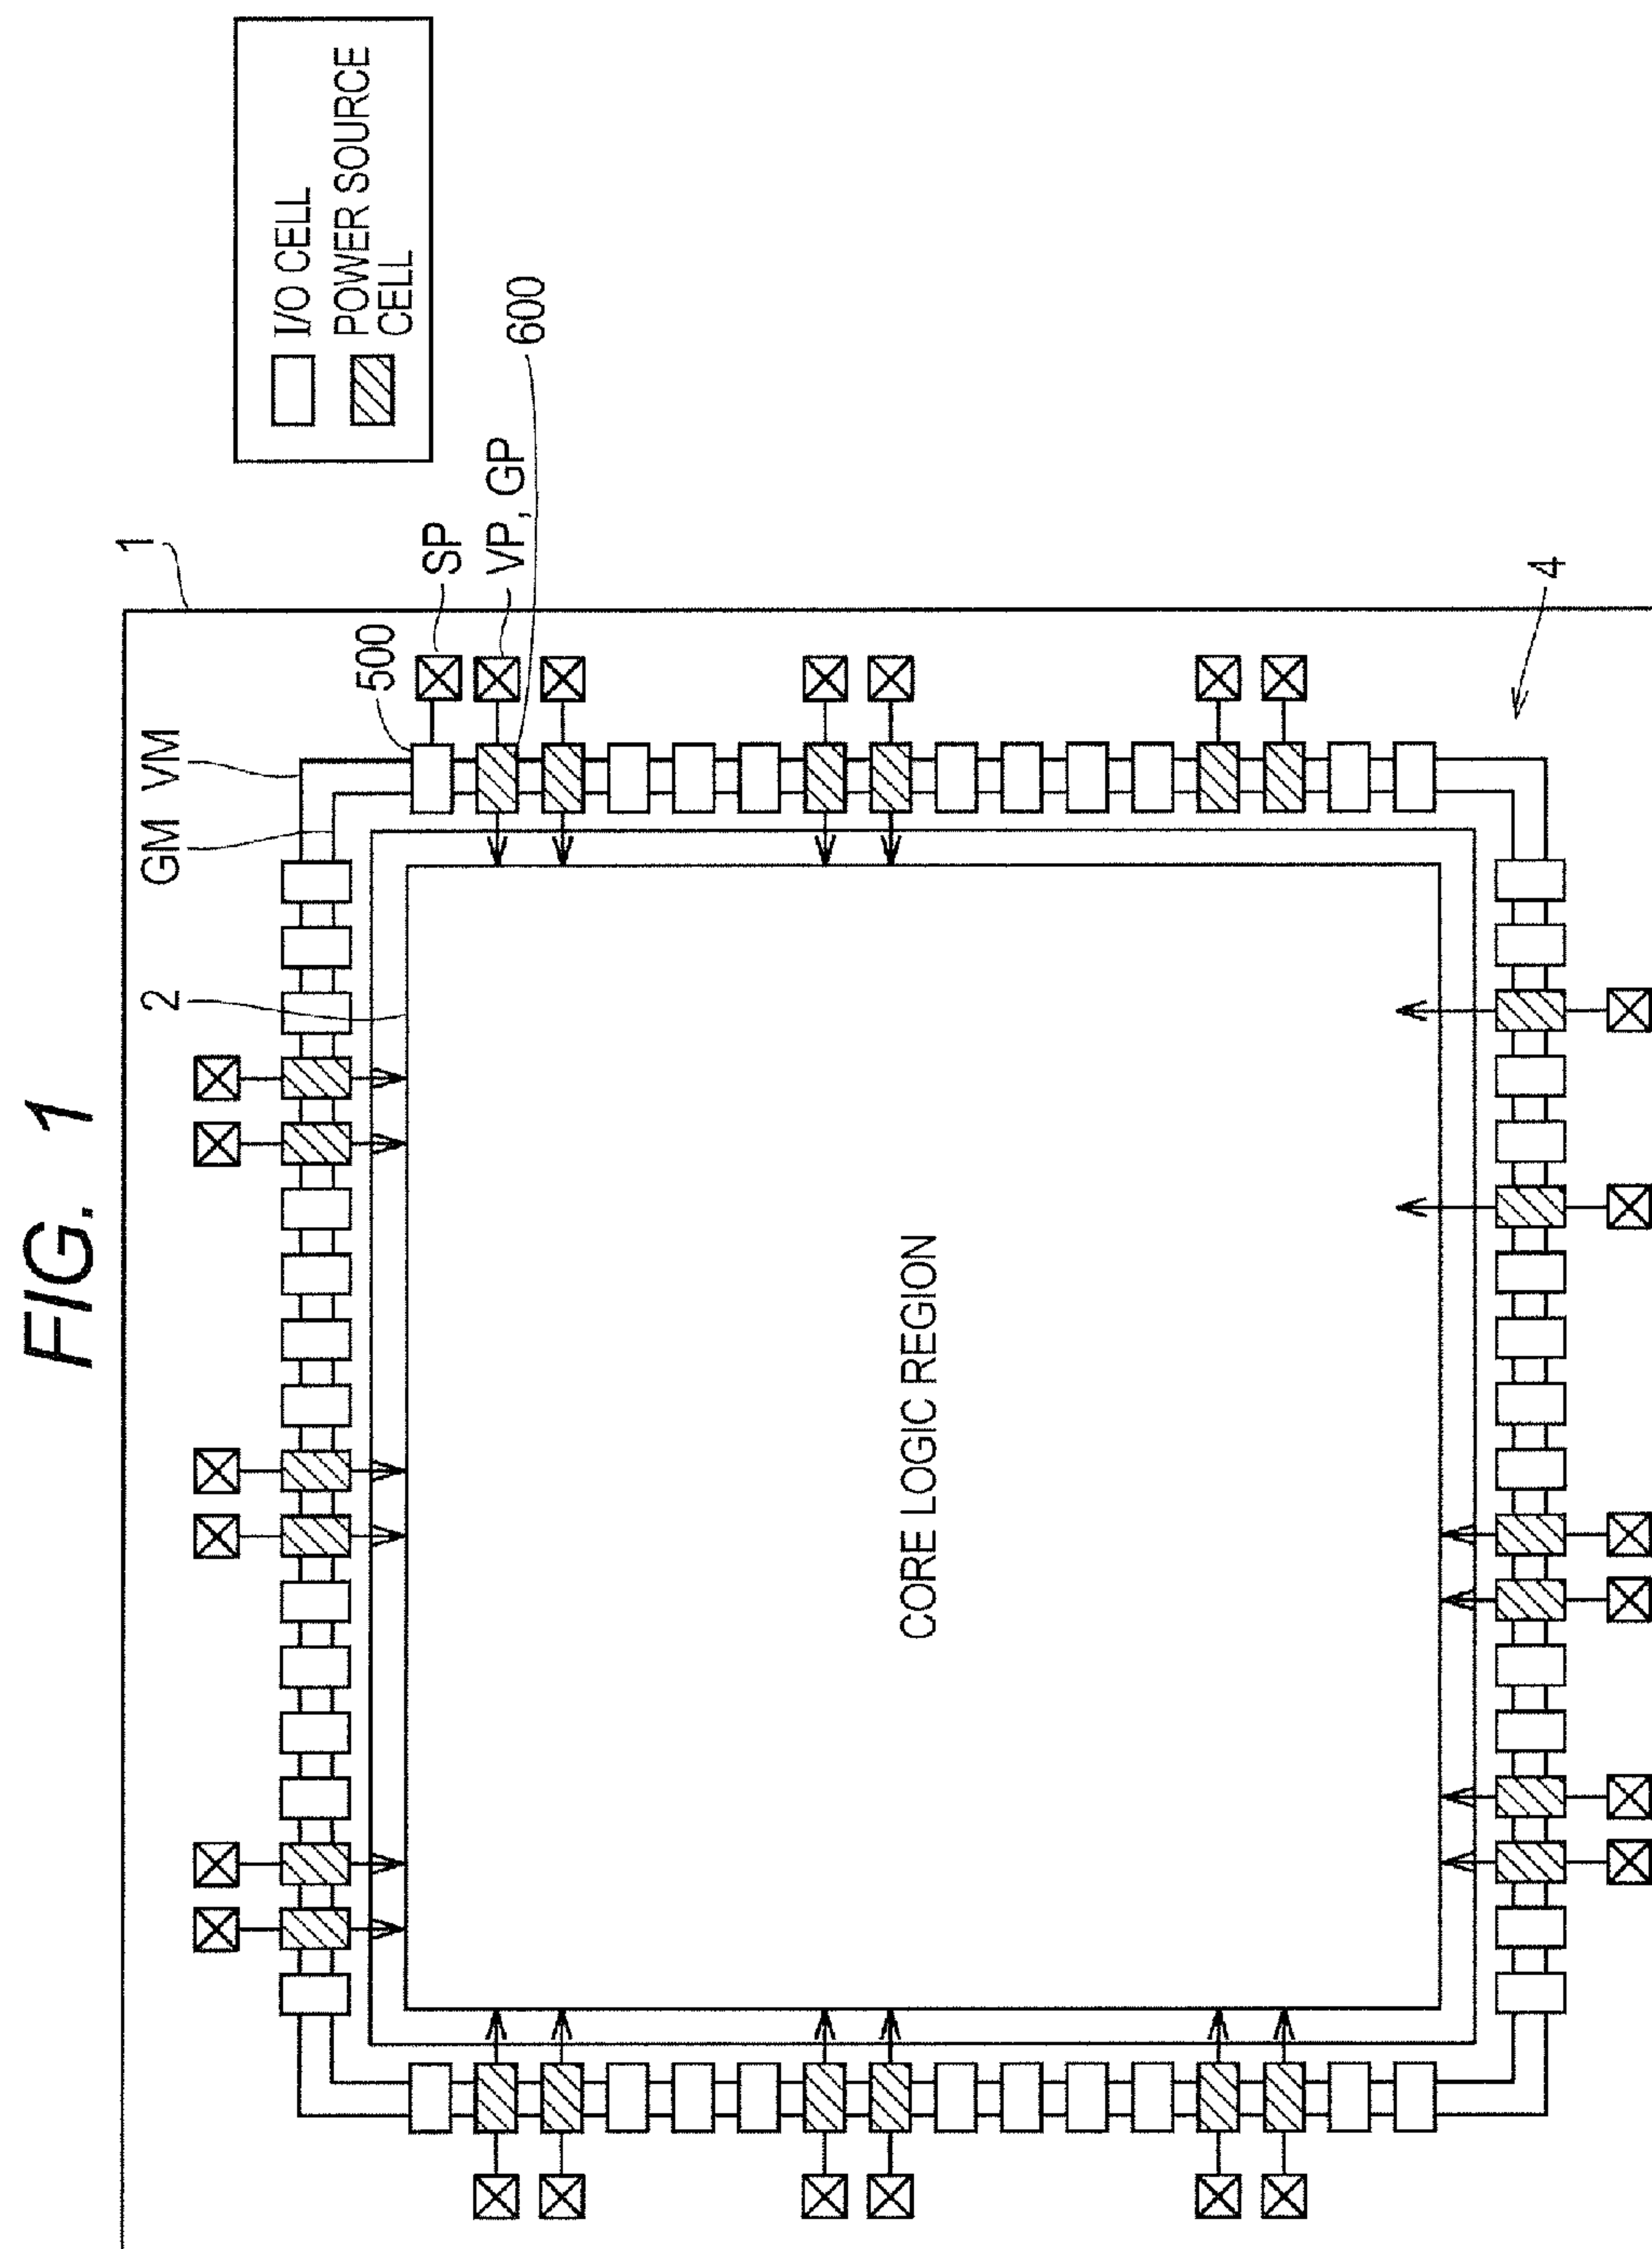 FIG. 1
I/O CELL
POWER SOURCE
CELL
1
GM VM
500
SP
VP, GP
600
2
CORE LOGIC REGION
4